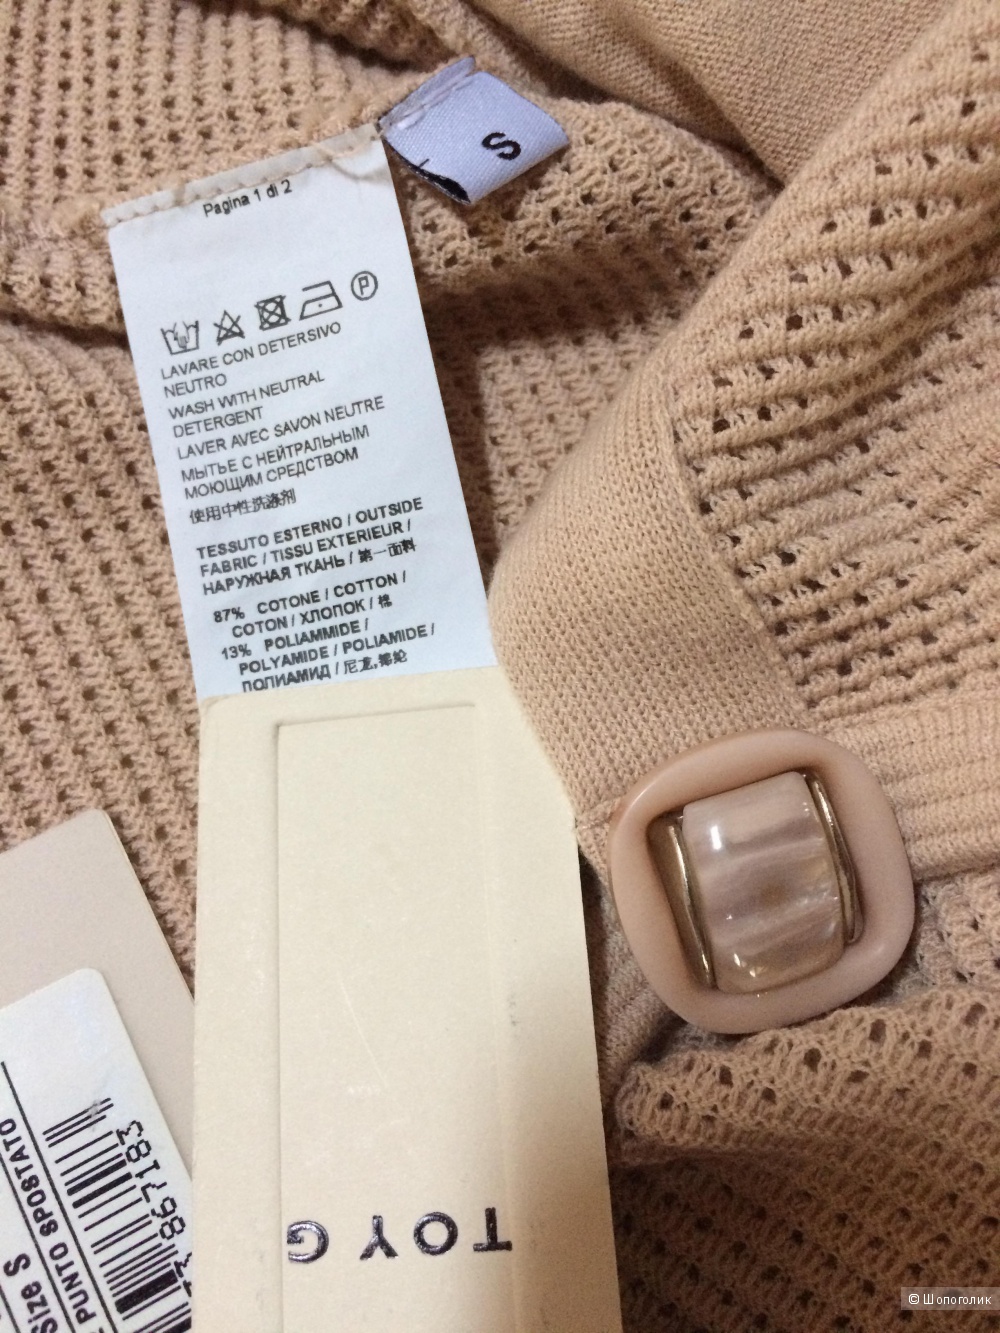 S
Pagina 1 di 2
P
LAVARE CON DETERSIVO
NEUTRO
WASH WITH NEUTRAL
DETERGENT
LAVER AVEC SAVON NEUTRE
МЫТЬЕ С НЕЙТРАЛЬНЫМ
МОЮЩИМ СРЕДСТВОМ
使用中性洗涤剂
TESSUTO ESTERNO / OUTSIDE
FABRIC / TISSU EXTERIEUR /
НАРУЖНАЯ ТКАНЬ / 第一面料
87% COTONE / COTTON /
COTON / ХЛОПОК / 棉
13% POLIAMMIDE /
POLYAMIDE / POLIAMIDE /
ПОЛИАМИД / 尼龙,锦纶
TOY G
867183
PUNTO SPOSTATO
Size S
© Шопоголик